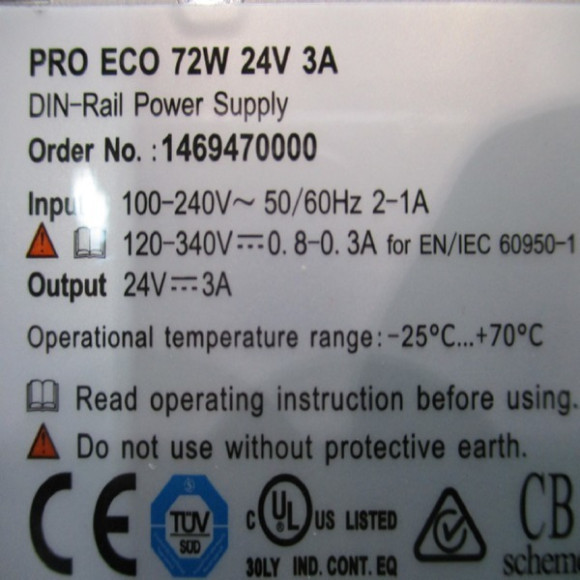 PRO ECO 72W 24V 3A
DIN-Rail Power Supply
Order No. : 1469470000
Input 100-240V~ 50/60Hz 2-1A
120-340V⎓0.8-0.3A for EN/IEC 60950-1
Output 24V⎓3A
Operational temperature range:-25°C...+70°C
Read operating instruction before using.
Do not use without protective earth.
CE TÜV SÜD c UL US LISTED CB
30LY IND.CONT.EQ schem